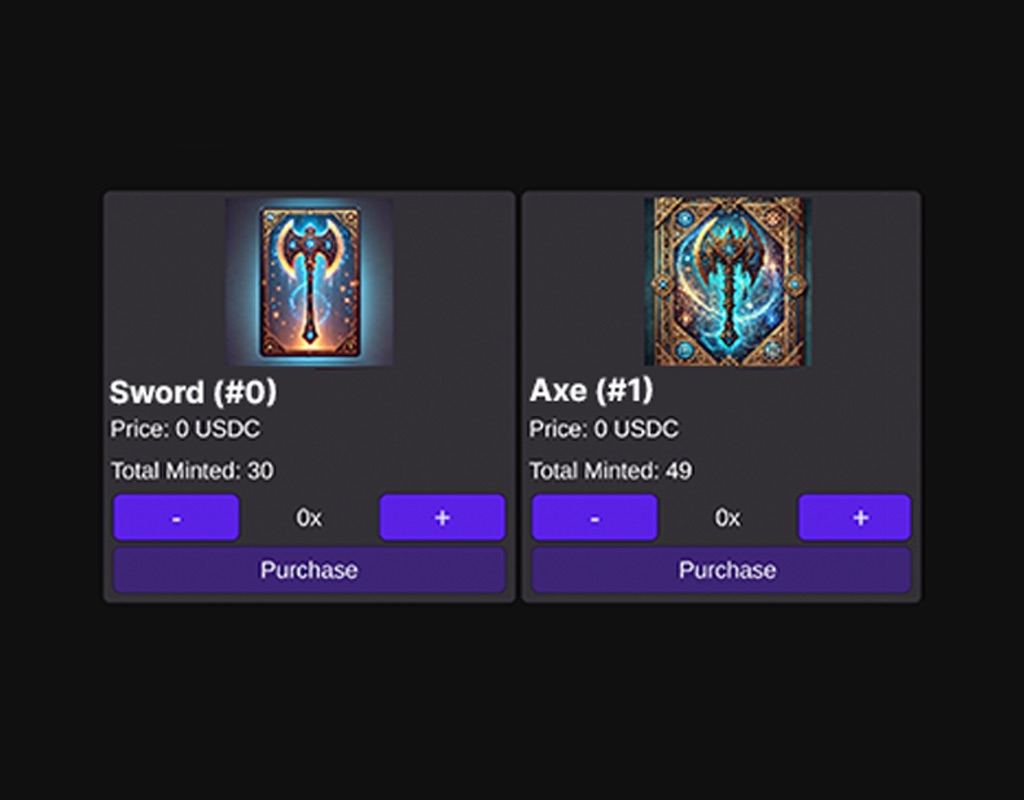 Sword (#0)
Price: 0 USDC
Total Minted: 30
- 0x +
Purchase
Axe (#1)
Price: 0 USDC
Total Minted: 49
- 0x +
Purchase